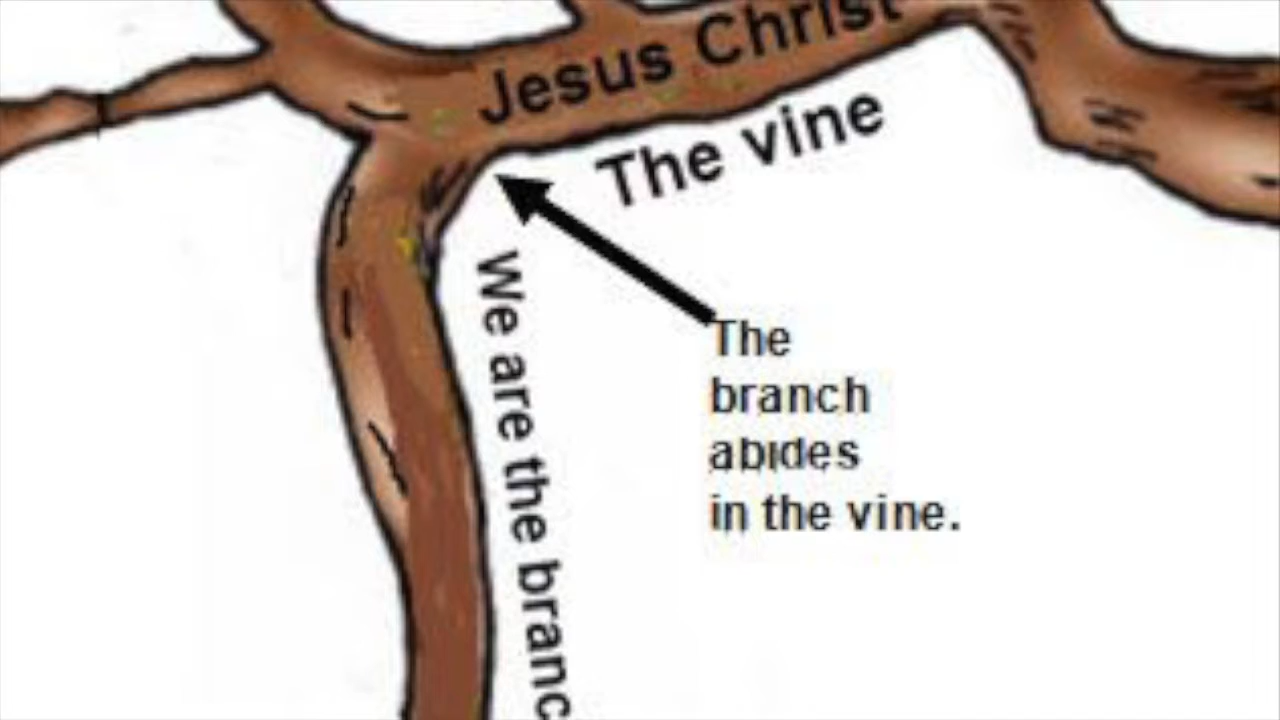 Jesus Christ
The vine
We are the branc
The
branch
abides
in the vine.